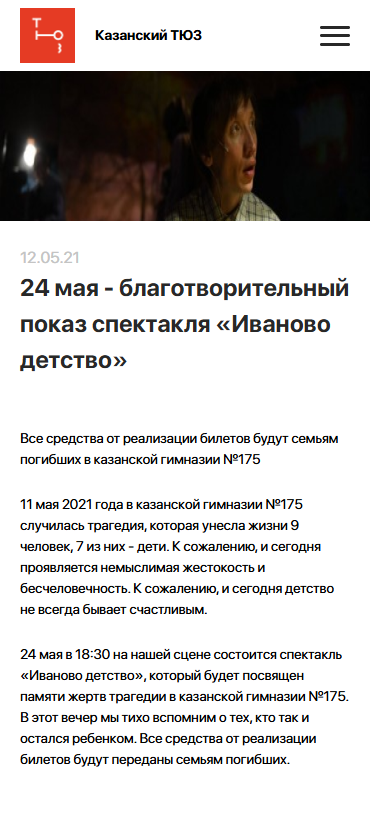 Т
Ю
З
Казанский ТЮЗ
12.05.21
24 мая - благотворительный
показ спектакля «Иваново
детство»
Все средства от реализации билетов будут семьям
погибших в казанской гимназии №175
11 мая 2021 года в казанской гимназии №175
случилась трагедия, которая унесла жизни 9
человек, 7 из них - дети. К сожалению, и сегодня
проявляется немыслимая жестокость и
бесчеловечность. К сожалению, и сегодня детство
не всегда бывает счастливым.
24 мая в 18:30 на нашей сцене состоится спектакль
«Иваново детство», который будет посвящен
памяти жертв трагедии в казанской гимназии №175.
В этот вечер мы тихо вспомним о тех, кто так и
остался ребенком. Все средства от реализации
билетов будут переданы семьям погибших.